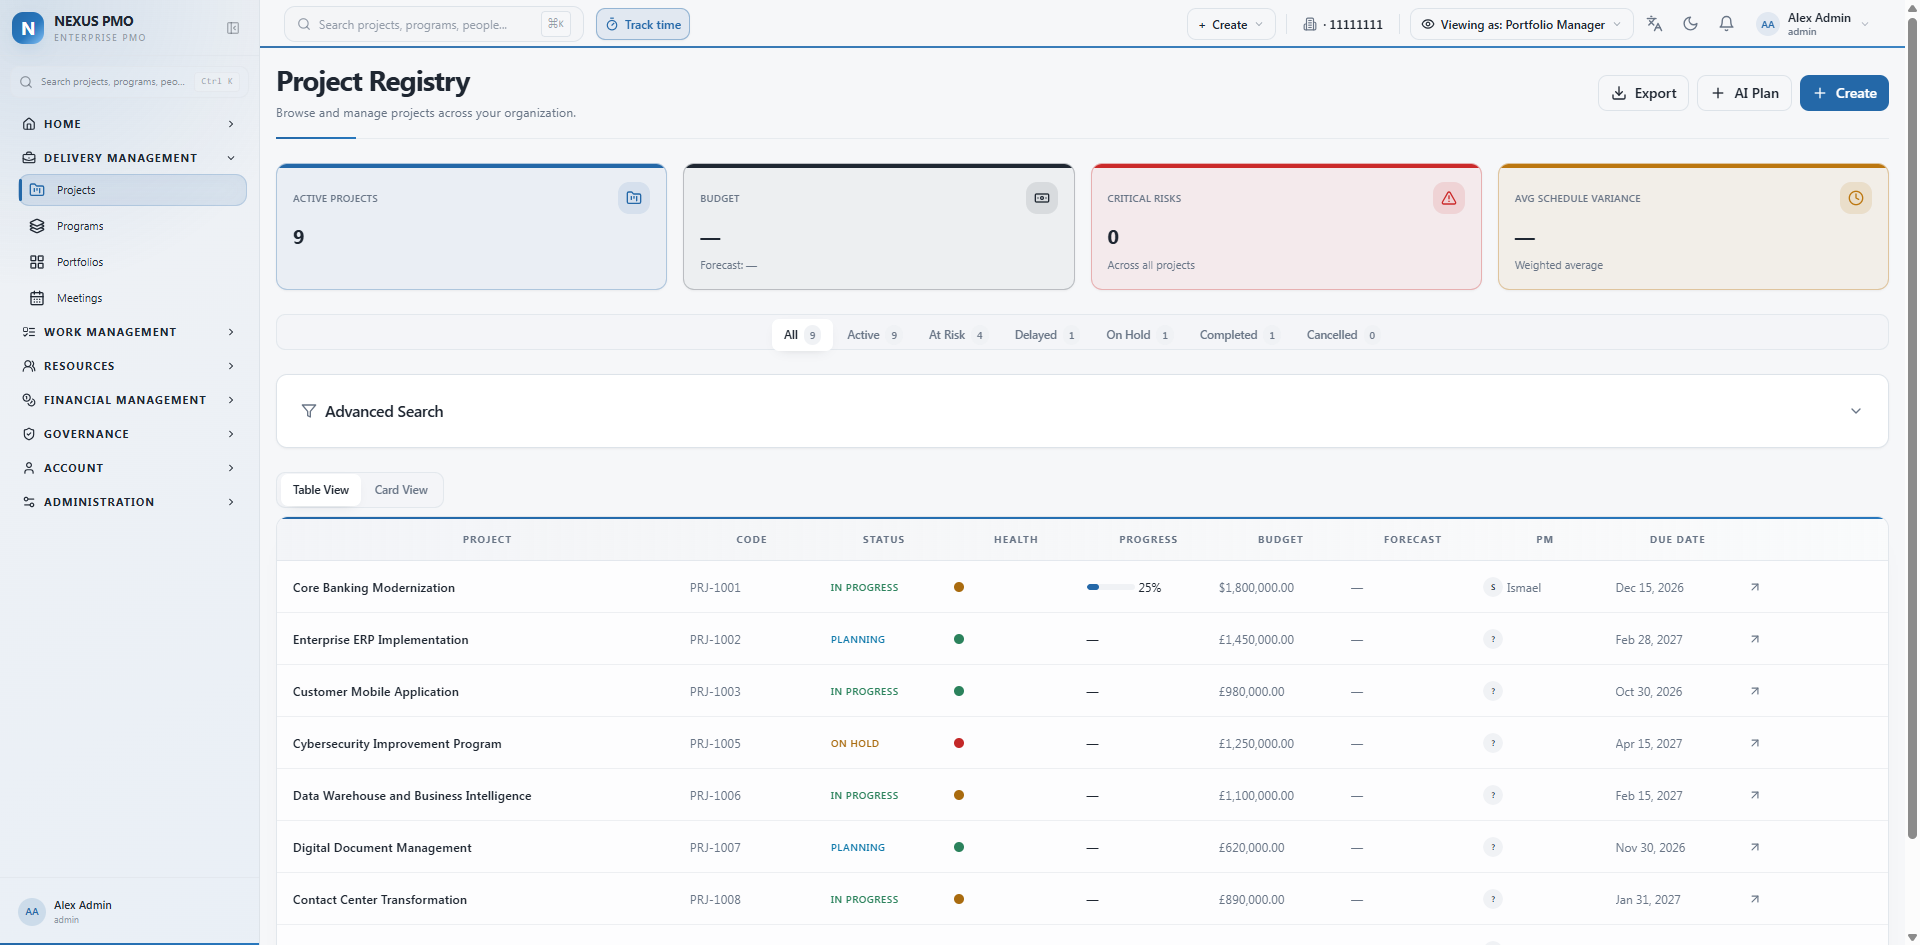 N NEXUS PMO
ENTERPRISE PMO
Search projects, programs, peo... Ctrl K
HOME
DELIVERY MANAGEMENT
Projects
Programs
Portfolios
Meetings
WORK MANAGEMENT
RESOURCES
FINANCIAL MANAGEMENT
GOVERNANCE
ACCOUNT
ADMINISTRATION
AA Alex Admin
admin
Search projects, programs, people... ⌘K Track time + Create · 11111111 Viewing as: Portfolio Manager AA Alex Admin
admin
Project Registry
Browse and manage projects across your organization.
Export + AI Plan + Create
ACTIVE PROJECTS
9
BUDGET
—
Forecast: —
CRITICAL RISKS
0
Across all projects
AVG SCHEDULE VARIANCE
—
Weighted average
All 9 Active 9 At Risk 4 Delayed 1 On Hold 1 Completed 1 Cancelled 0
Advanced Search
Table View Card View
PROJECT CODE STATUS HEALTH PROGRESS BUDGET FORECAST PM DUE DATE
Core Banking Modernization PRJ-1001 IN PROGRESS 25% $1,800,000.00 — S Ismael Dec 15, 2026
Enterprise ERP Implementation PRJ-1002 PLANNING — £1,450,000.00 — ? Feb 28, 2027
Customer Mobile Application PRJ-1003 IN PROGRESS — £980,000.00 — ? Oct 30, 2026
Cybersecurity Improvement Program PRJ-1005 ON HOLD — £1,250,000.00 — ? Apr 15, 2027
Data Warehouse and Business Intelligence PRJ-1006 IN PROGRESS — £1,100,000.00 — ? Feb 15, 2027
Digital Document Management PRJ-1007 PLANNING — £620,000.00 — ? Nov 30, 2026
Contact Center Transformation PRJ-1008 IN PROGRESS — £890,000.00 — ? Jan 31, 2027